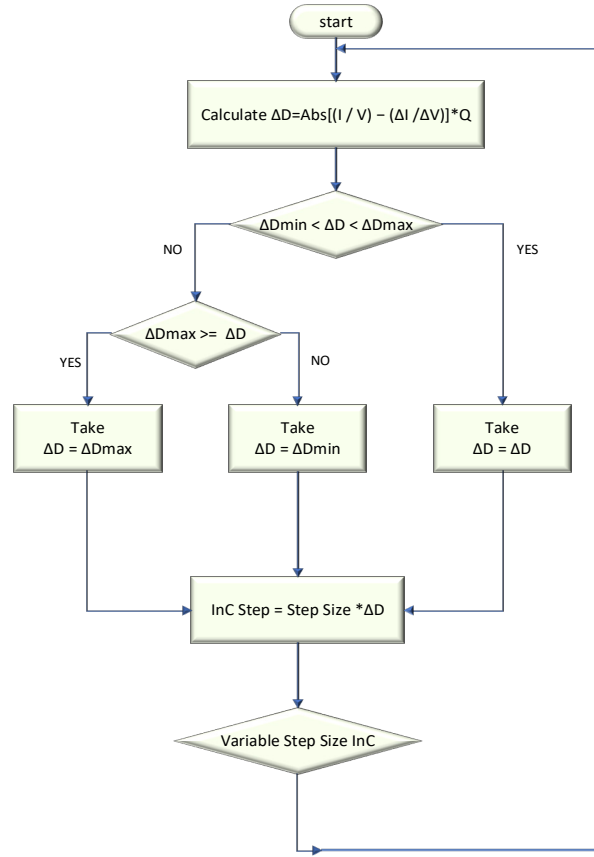 start
Calculate ΔD=Abs[(I / V) − (ΔI /ΔV)]*Q
ΔDmin < ΔD < ΔDmax
NO
YES
ΔDmax >= ΔD
YES
NO
Take
ΔD = ΔDmax
Take
ΔD = ΔDmin
Take
ΔD = ΔD
InC Step = Step Size *ΔD
Variable Step Size InC